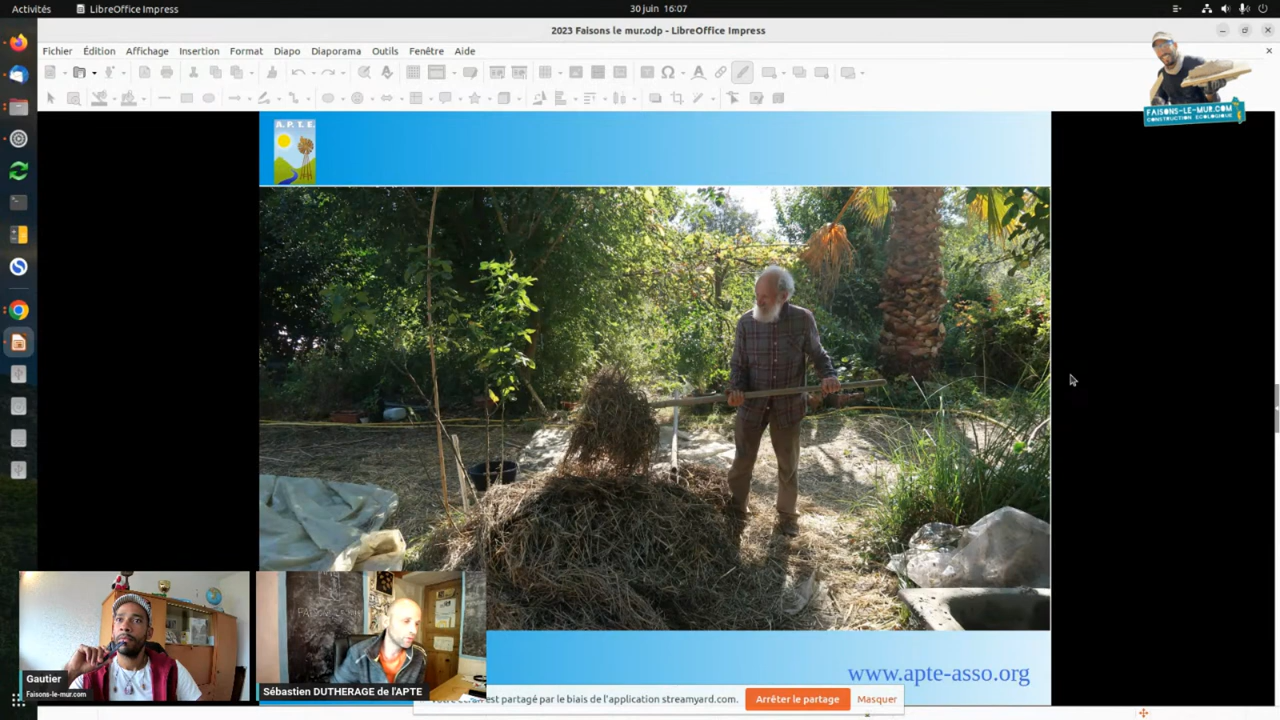 Activités
LibreOffice Impress
30 juin 16:07
2023 Faisons le mur.odp - LibreOffice Impress
Fichier Édition Affichage Insertion Format Diapo Diaporama Outils Fenêtre Aide
FAISONS-LE-MUR.COM
CONSTRUCTION ECOLOGIQUE
A.P.T.E.
Gautier
Faisons-le-mur.com
Sébastien DUTHERAGE de l'APTE
www.apte-asso.org
écran est partagé par le biais de l'application streamyard.com.
Arrêter le partage
Masquer